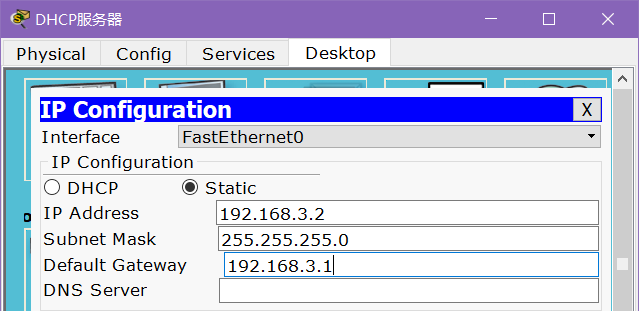 DHCP服务器
Physical Config Services Desktop
IP Configuration X
Interface FastEthernet0
IP Configuration
DHCP Static
IP Address 192.168.3.2
Subnet Mask 255.255.255.0
Default Gateway 192.168.3.1
DNS Server